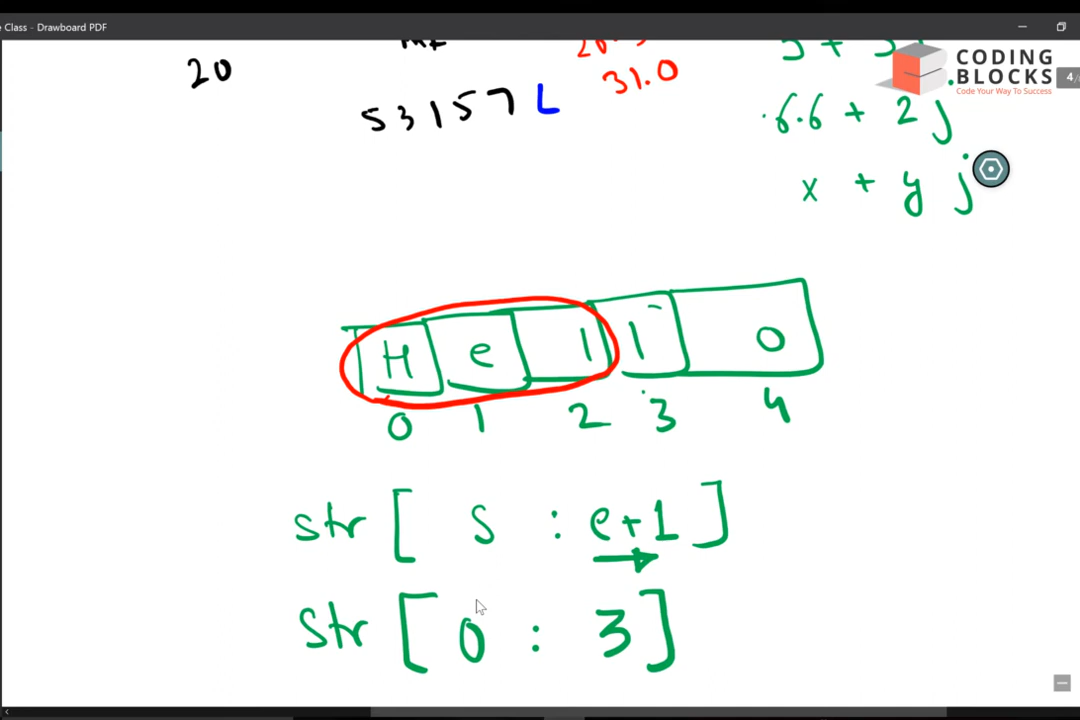 e Class - Drawboard PDF
CODING
BLOCKS
Code Your Way To Success
20
31.0
53157L
6.6 + 2j
x + yj
H e l l o
0 1 2 3 4
str [ s : e+1 ]
str [ 0 : 3 ]